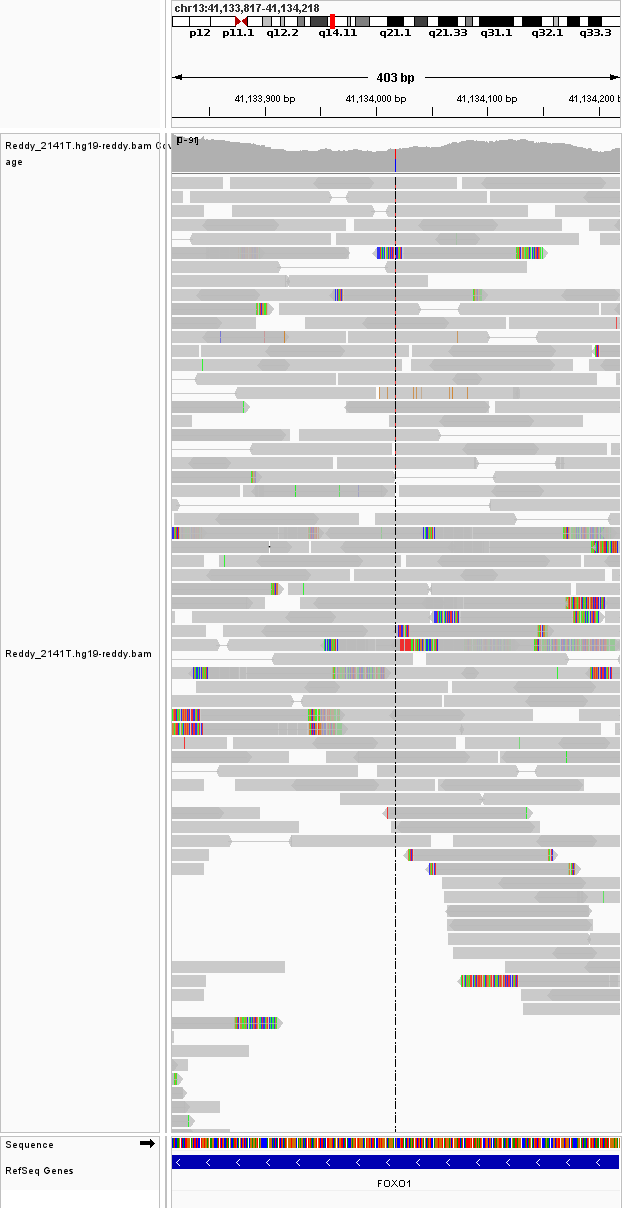 chr13:41,133,817-41,134,218
p12 p11.1 q12.2 q14.11 q21.1 q21.33 q31.1 q32.1 q33.3
403 bp
41,133,900 bp 41,134,000 bp 41,134,100 bp 41,134,200
[0-91]
Reddy_2141T.hg19-reddy.bam Cov
age
Reddy_2141T.hg19-reddy.bam
Sequence
RefSeq Genes
FOXO1